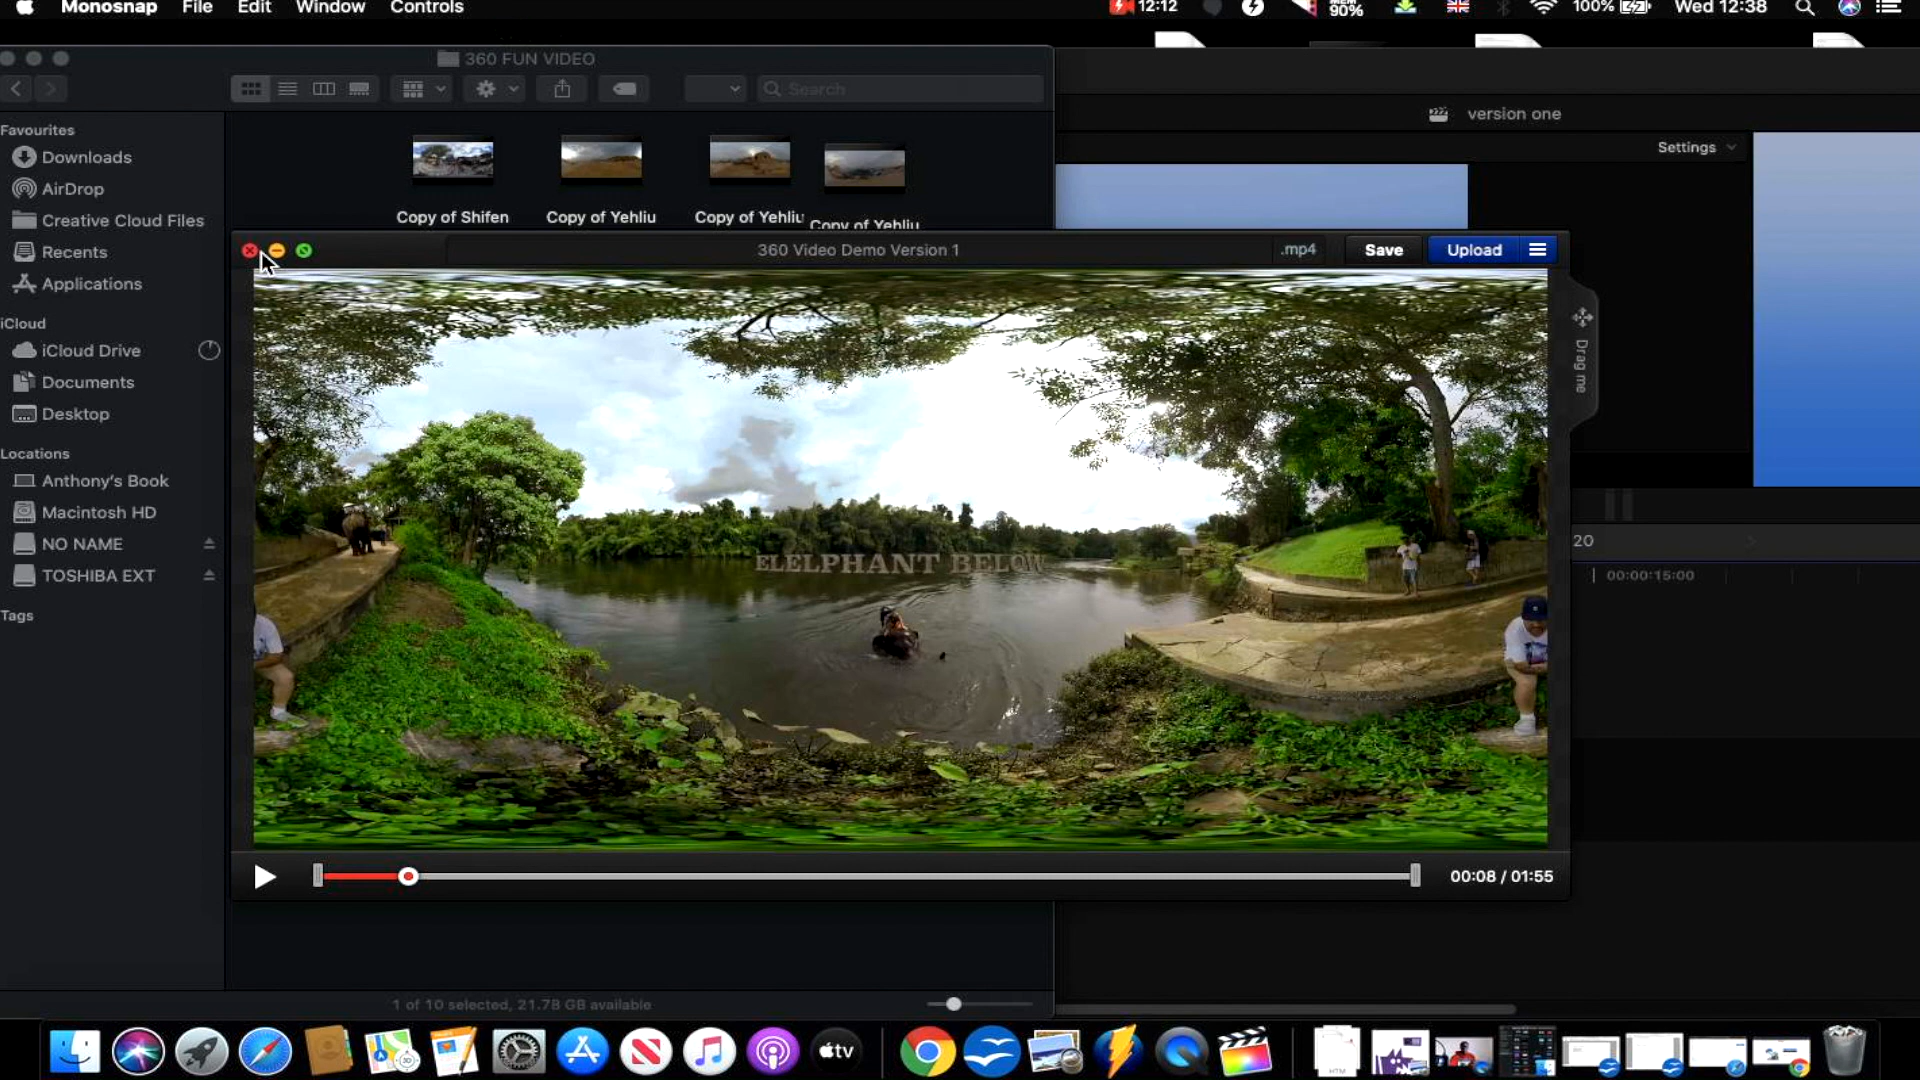 Monosnap File Edit Window Controls
12:12 MEM 90% 100% Wed 12:38
360 FUN VIDEO
Search
version one
Settings
Favourites
Downloads
AirDrop
Creative Cloud Files
Recents
Applications
iCloud
iCloud Drive
Documents
Desktop
Locations
Anthony's Book
Macintosh HD
NO NAME
TOSHIBA EXT
Tags
Copy of Shifen
Copy of Yehliu
Copy of Yehliu
Copy of Yehliu
360 Video Demo Version 1
.mp4
Save
Upload
Drag me
ELELPHANT BELOW
20
00:00:15:00
00:08 / 01:55
1 of 10 selected, 21.78 GB available
tv